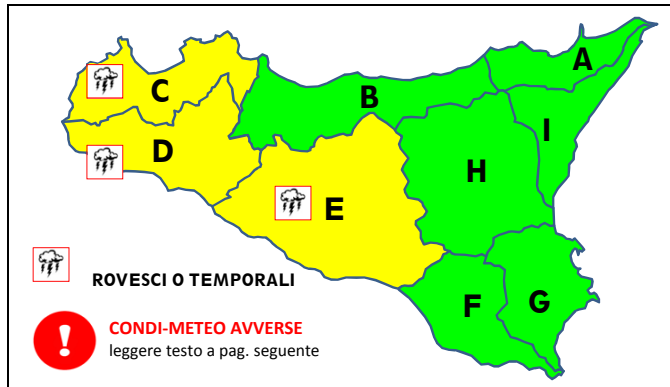 A
C
B
I
D
H
E
F
G
ROVESCI O TEMPORALI
! CONDI-METEO AVVERSE
leggere testo a pag. seguente